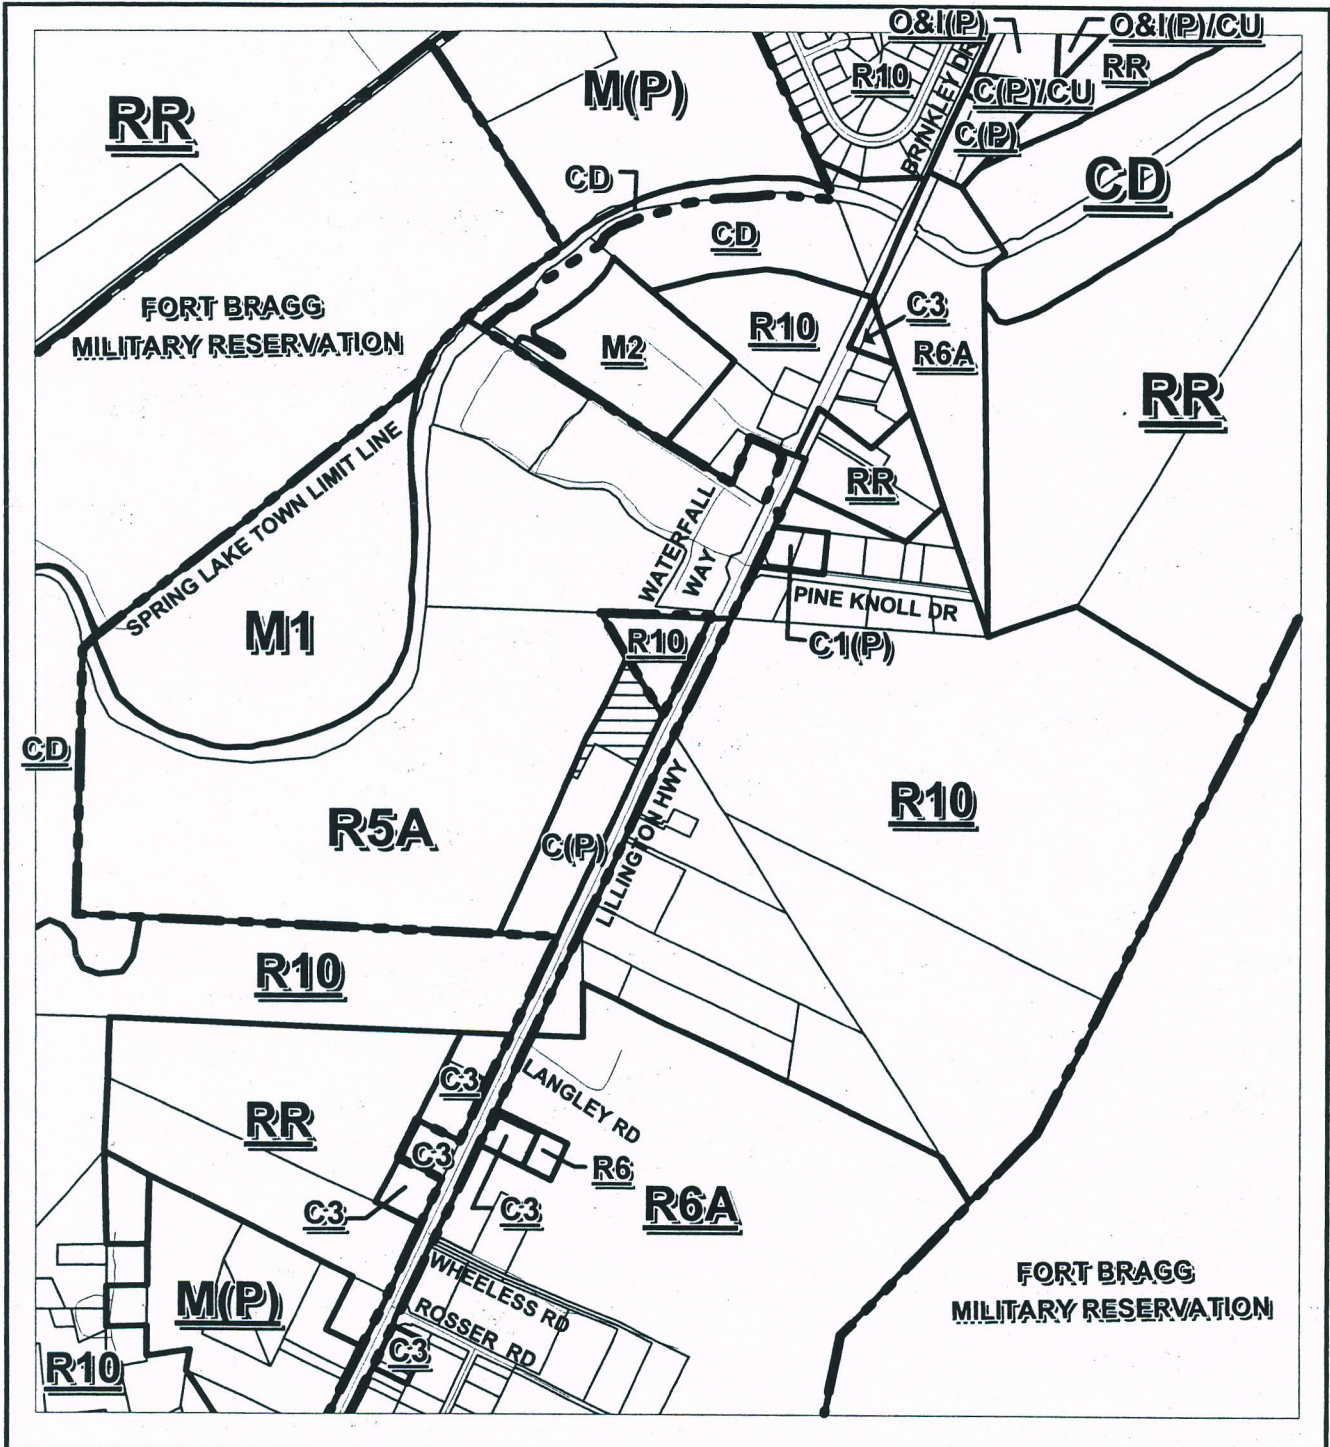 O&I(P)
O&I(P)/CU
R10
RR
M(P)
C(P)/CU
BRINKLEY DR
C(P)
RR
CD
CD
CD
FORT BRAGG
MILITARY RESERVATION
C3
R10
M2
R6A
RR
SPRING LAKE TOWN LIMIT LINE
RR
WATERFALL
WAY
PINE KNOLL DR
M1
R10
C1(P)
CD
R10
R5A
C(P)
LILLINGTON HWY
R10
C3
LANGLEY RD
RR
C3
R6
C3
C3
R6A
WHEELESS RD
FORT BRAGG
MILITARY RESERVATION
M(P)
ROSSER RD
C3
R10